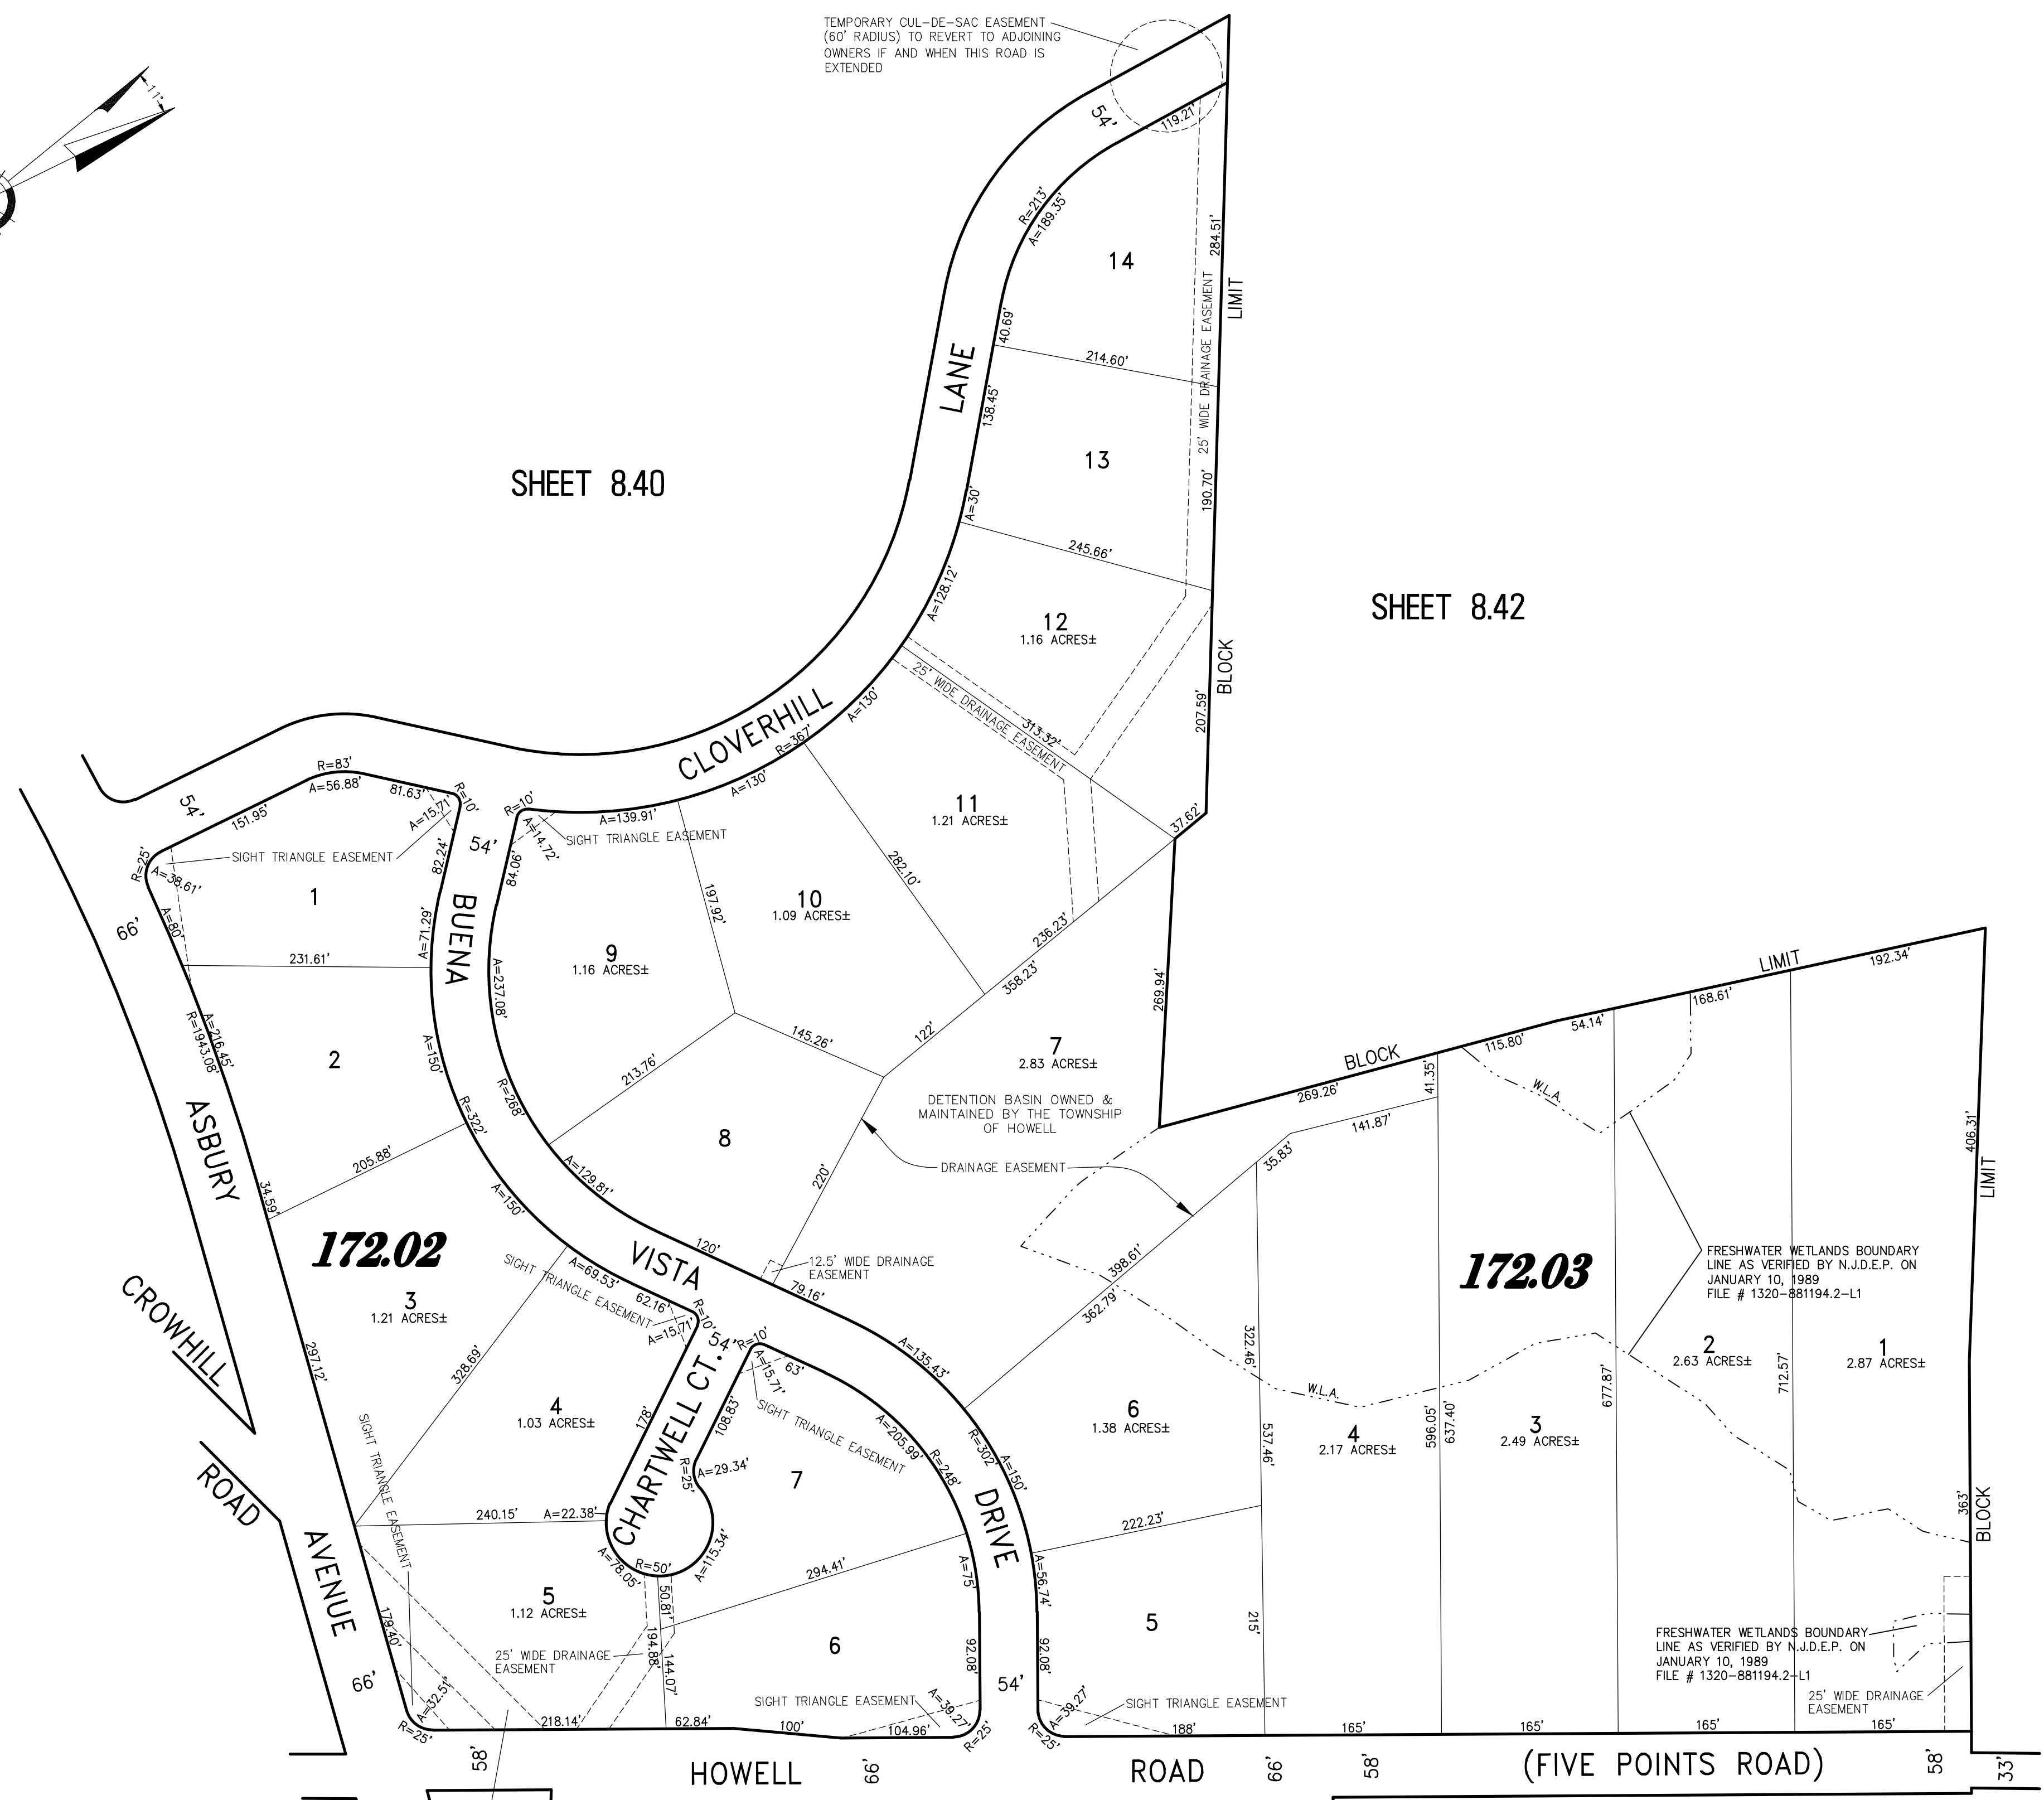 TEMPORARY CUL-DE-SAC EASEMENT
(60' RADIUS) TO REVERT TO ADJOINING
OWNERS IF AND WHEN THIS ROAD IS
EXTENDED
11°
54'
119.21'
R=213'
A=189.35'
284.51'
14
LIMIT
25' WIDE DRAINAGE EASEMENT
40.69'
214.60'
LANE
138.45'
13
190.70'
SHEET 8.40
A=30'
245.66'
A=128.12'
12
1.16 ACRES±
SHEET 8.42
BLOCK
207.59'
25' WIDE DRAINAGE EASEMENT
313.32'
37.62'
CLOVERHILL
A=130'
R=367'
A=130'
A=139.91'
R=83'
A=56.88'
81.63'
R=10'
A=15.71'
54'
151.95'
R=25'
A=38.61'
SIGHT TRIANGLE EASEMENT
82.24'
54'
R=10'
A=14.72'
SIGHT TRIANGLE EASEMENT
84.06'
1
66'
A=80'
231.61'
A=71.29'
BUENA
A=237.08'
9
1.16 ACRES±
197.92'
10
1.09 ACRES±
282.10'
11
1.21 ACRES±
236.23'
358.23'
269.94'
122'
145.26'
213.76'
7
2.83 ACRES±
DETENTION BASIN OWNED &
MAINTAINED BY THE TOWNSHIP
OF HOWELL
DRAINAGE EASEMENT
8
220'
A=216.45'
R=1943.08'
2
A=150'
R=322'
R=268'
A=129.81'
ASBURY
205.88'
34.59'
A=150'
120'
VISTA
12.5' WIDE DRAINAGE
EASEMENT
79.16'
172.02
3
1.21 ACRES±
A=69.53'
SIGHT TRIANGLE EASEMENT
62.16'
R=10'
A=15.71'
54'
R=10'
A=15.71'
63'
A=135.43'
CROWHILL
ROAD
297.12'
328.69'
4
1.03 ACRES±
178'
CHARTWELL CT.
108.83'
SIGHT TRIANGLE EASEMENT
A=205.99'
R=248'
R=302'
A=150'
7
R=25'
A=29.34'
SIGHT TRIANGLE EASEMENT
240.15'
A=22.38'
A=78.05'
R=50'
A=115.34'
DRIVE
AVENUE
294.41'
50.81'
A=75'
A=56.74'
5
1.12 ACRES±
179.40'
25' WIDE DRAINAGE
EASEMENT
194.88'
144.07'
6
92.08'
92.08'
54'
66'
A=32.51'
R=25'
218.14'
62.84'
100'
104.96'
SIGHT TRIANGLE EASEMENT
A=39.27'
R=25'
R=25'
A=39.27'
SIGHT TRIANGLE EASEMENT
188'
5
215'
222.23'
6
1.38 ACRES±
362.79'
398.61'
35.83'
141.87'
41.35'
269.26'
BLOCK
115.80'
54.14'
168.61'
LIMIT
192.34'
W.L.A.
406.31'
LIMIT
172.03
FRESHWATER WETLANDS BOUNDARY
LINE AS VERIFIED BY N.J.D.E.P. ON
JANUARY 10, 1989
FILE # 1320-881194.2-L1
322.46'
537.46'
W.L.A.
4
2.17 ACRES±
596.05'
637.40'
3
2.49 ACRES±
677.87'
2
2.63 ACRES±
712.57'
1
2.87 ACRES±
363'
BLOCK
FRESHWATER WETLANDS BOUNDARY
LINE AS VERIFIED BY N.J.D.E.P. ON
JANUARY 10, 1989
FILE # 1320-881194.2-L1
25' WIDE DRAINAGE
EASEMENT
165'
165'
165'
165'
58'
HOWELL
66'
ROAD
66'
58'
(FIVE POINTS ROAD)
58'
33'